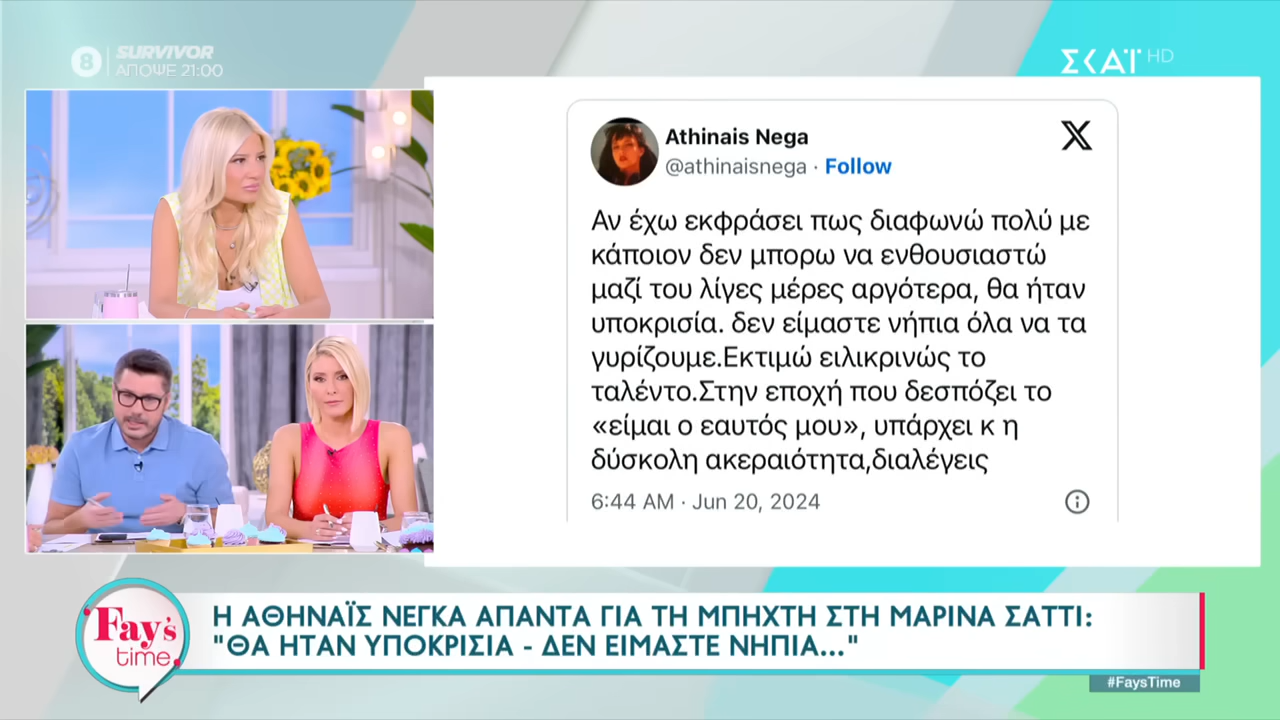 8 SURVIVOR
ΑΠΟΨΕ 21:00
ΣΚΑΪ HD
Athinais Nega
@athinaisnega · Follow
Αν έχω εκφράσει πως διαφωνώ πολύ με
κάποιον δεν μπορω να ενθουσιαστώ
μαζί του λίγες μέρες αργότερα, θα ήταν
υποκρισία. δεν είμαστε νήπια όλα να τα
γυρίζουμε.Εκτιμώ ειλικρινώς το
ταλέντο.Στην εποχή που δεσπόζει το
«είμαι ο εαυτός μου», υπάρχει κ η
δύσκολη ακεραιότητα,διαλέγεις
6:44 AM · Jun 20, 2024
Fay's
time
Η ΑΘΗΝΑΪΣ ΝΕΓΚΑ ΑΠΑΝΤΑ ΓΙΑ ΤΗ ΜΠΗΧΤΗ ΣΤΗ ΜΑΡΙΝΑ ΣΑΤΤΙ:
"ΘΑ ΗΤΑΝ ΥΠΟΚΡΙΣΙΑ - ΔΕΝ ΕΙΜΑΣΤΕ ΝΗΠΙΑ..."
#FaysTime